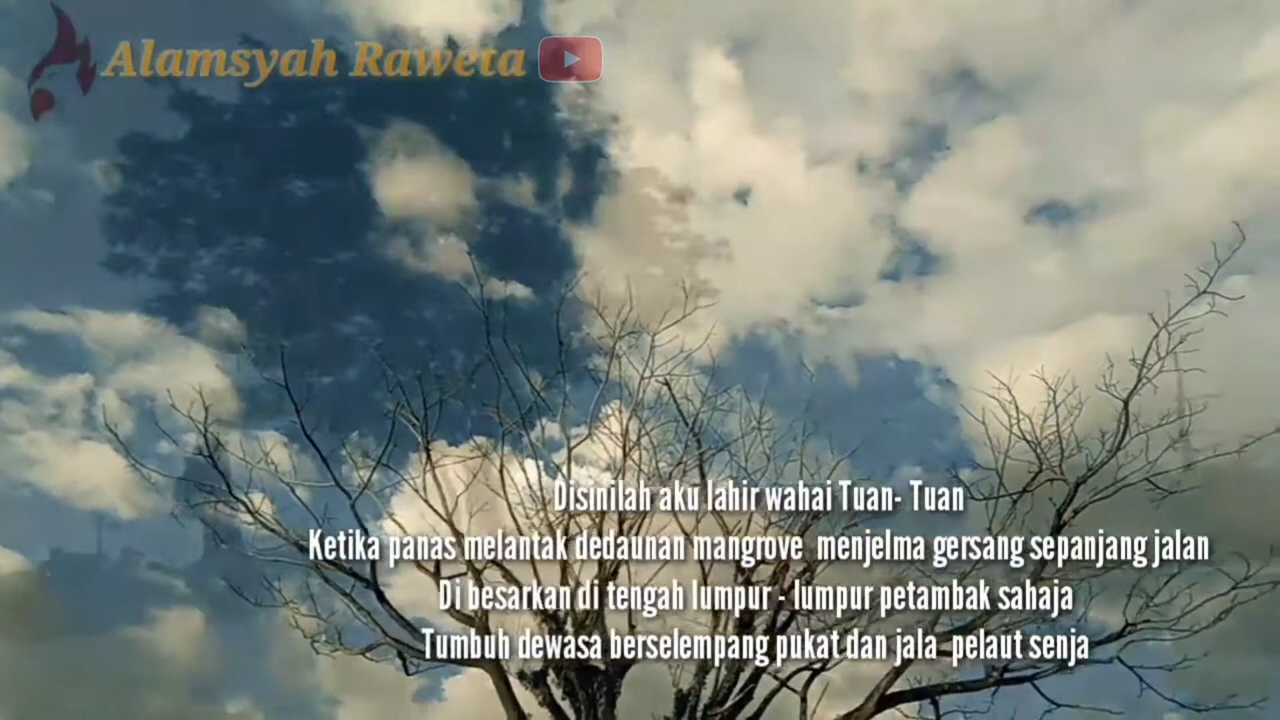 Alamsyah Raweta
Disinilah aku lahir wahai Tuan- Tuan
Ketika panas melantak dedaunan mangrove menjelma gersang sepanjang jalan
Di besarkan di tengah lumpur - lumpur petambak sahaja
Tumbuh dewasa berselempang pukat dan jala pelaut senja